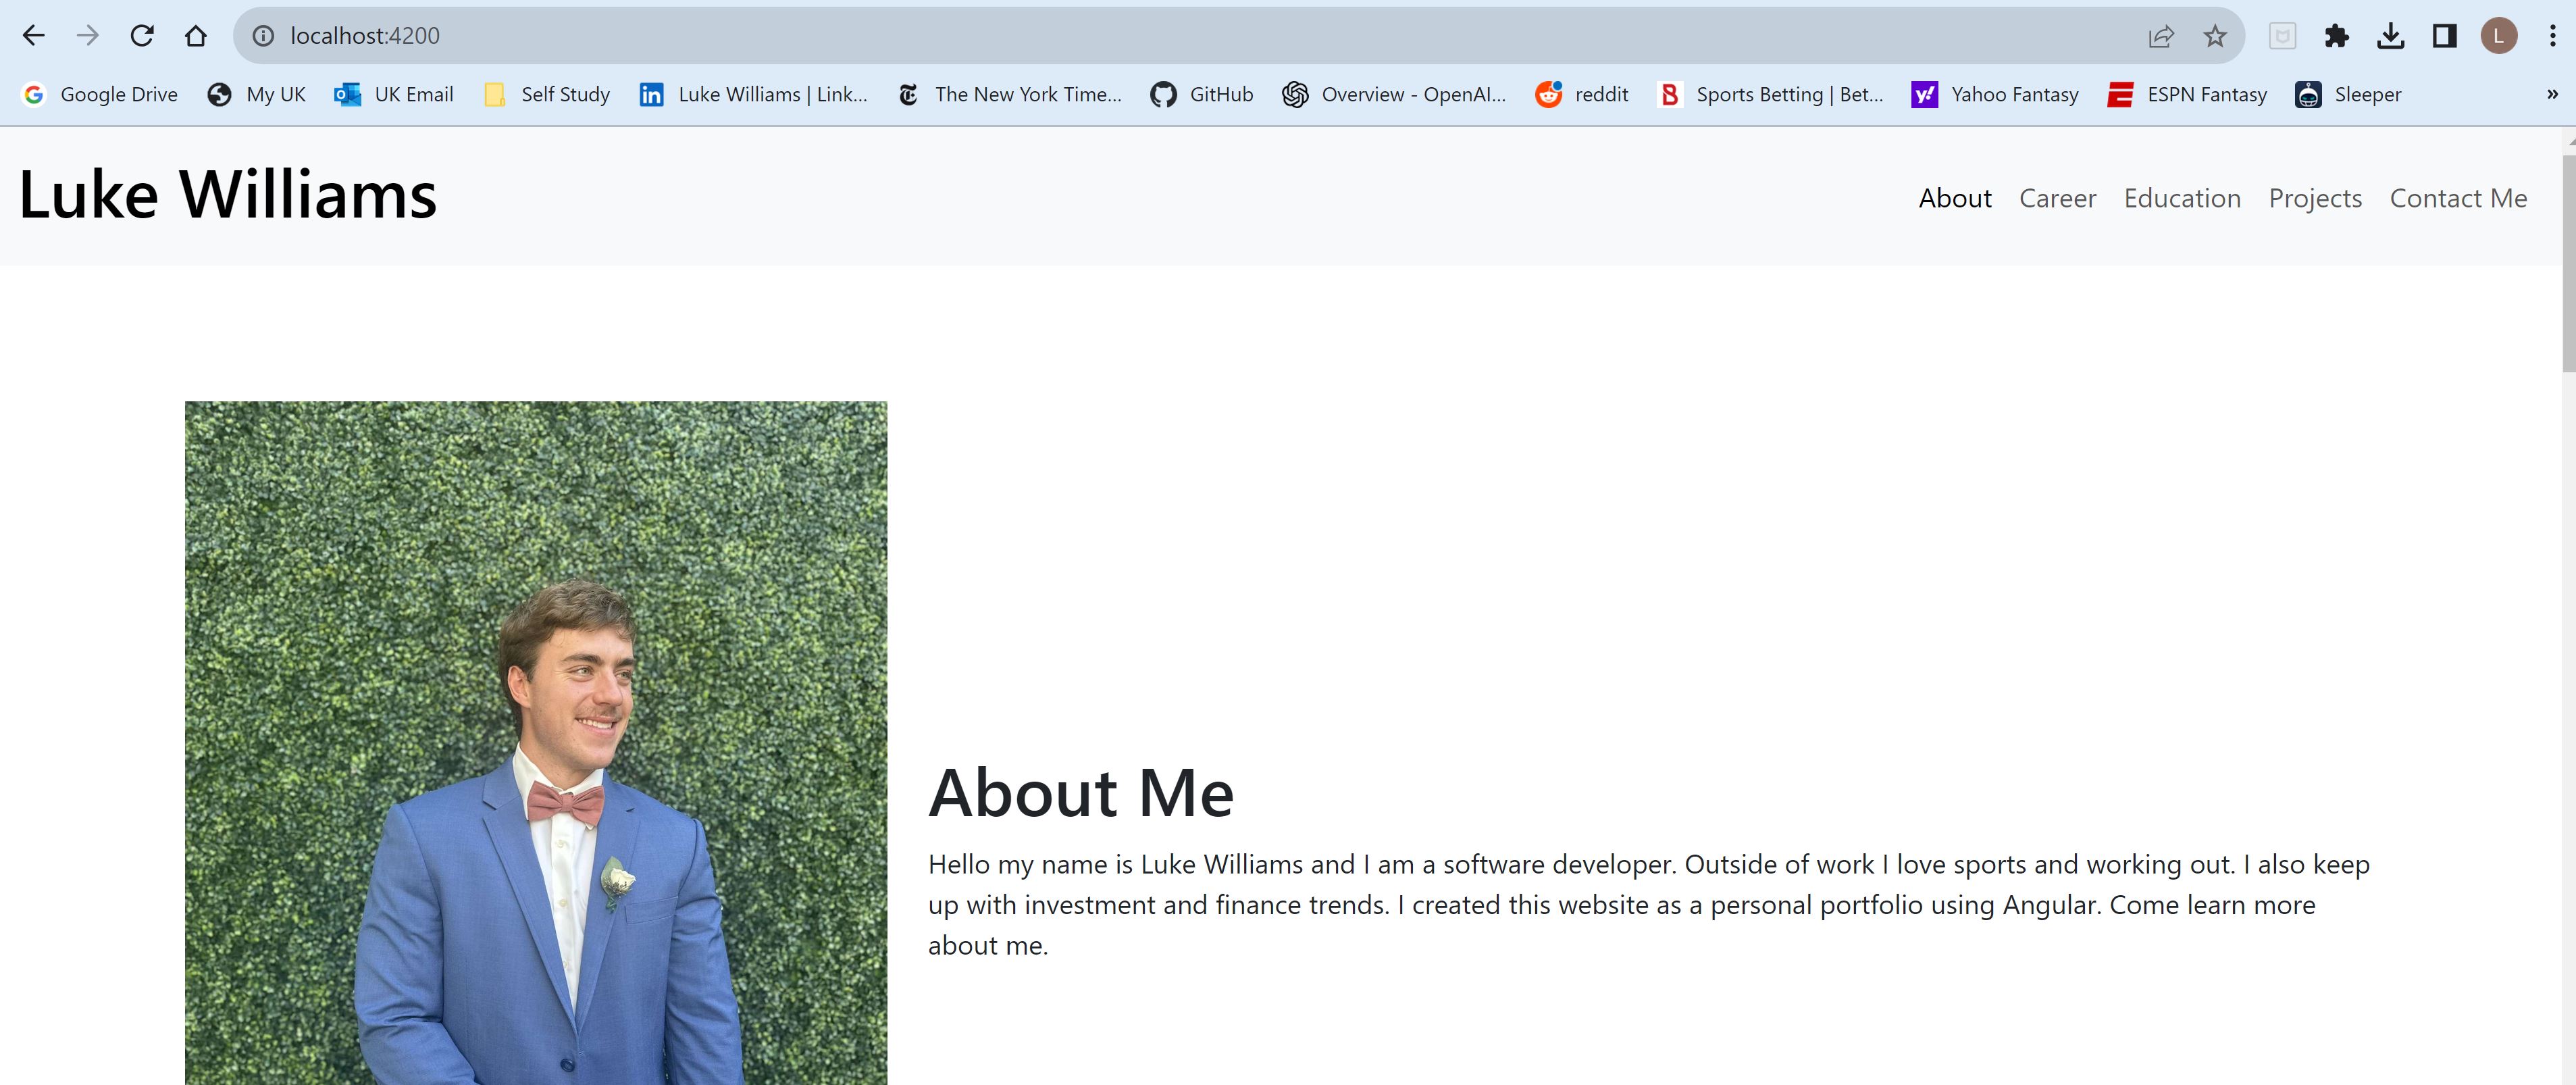 localhost:4200
L
Google Drive My UK UK Email Self Study Luke Williams | Link... The New York Time... GitHub Overview - OpenAI... reddit Sports Betting | Bet... Yahoo Fantasy ESPN Fantasy Sleeper »
Luke Williams
About Career Education Projects Contact Me
About Me
Hello my name is Luke Williams and I am a software developer. Outside of work I love sports and working out. I also keep
up with investment and finance trends. I created this website as a personal portfolio using Angular. Come learn more
about me.